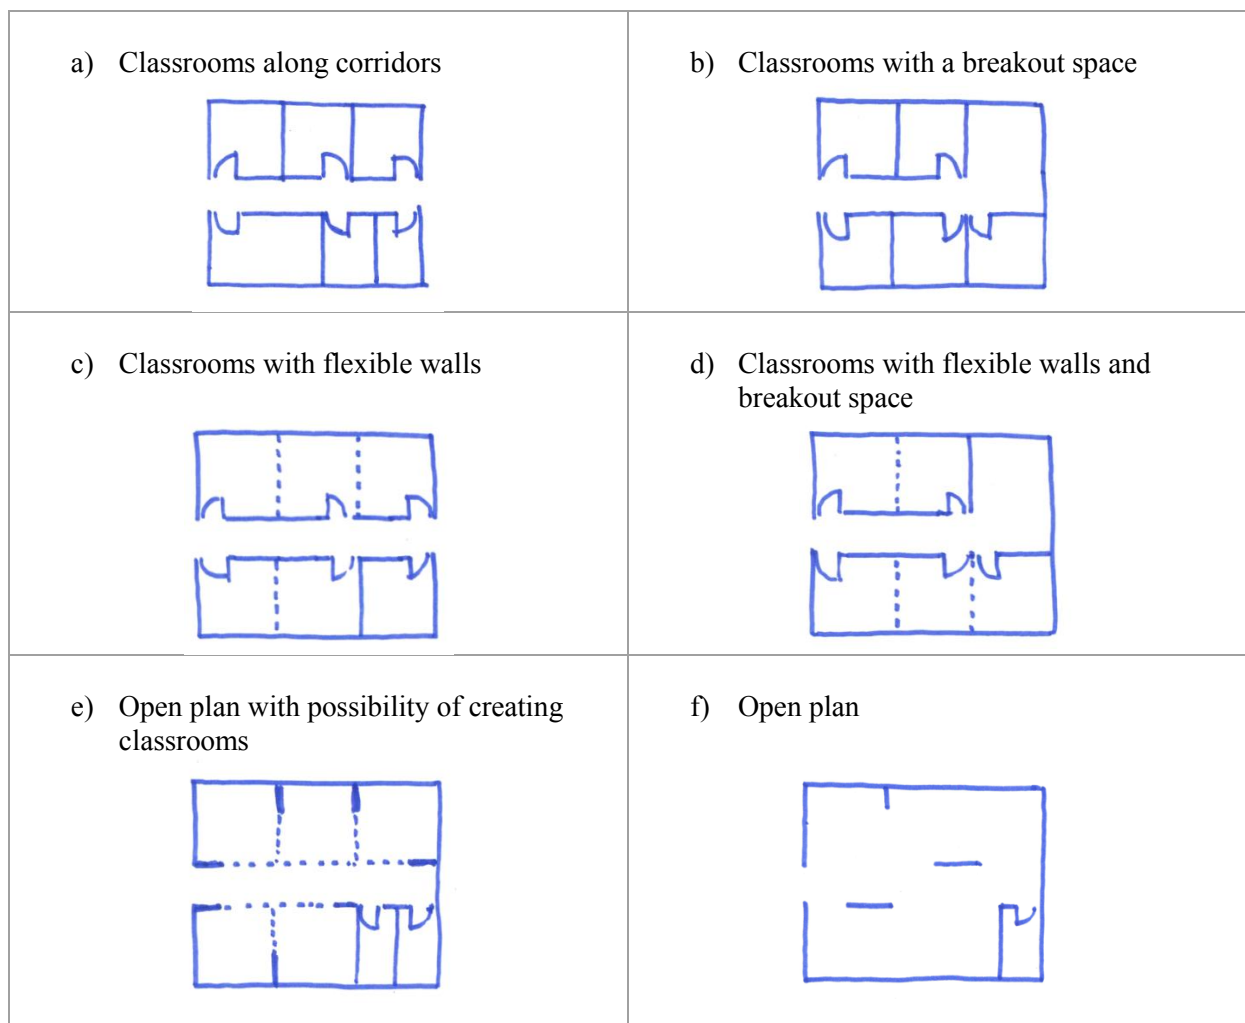 a) Classrooms along corridors
b) Classrooms with a breakout space
c) Classrooms with flexible walls
d) Classrooms with flexible walls and
breakout space
e) Open plan with possibility of creating
classrooms
f) Open plan